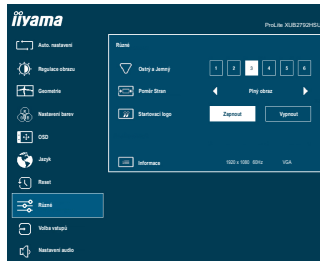 iiyama
ProLite XUB2792HSU
Auto. nastavení
Regulace obrazu
Geometrie
Nastavení barev
OSD
Jazyk
Reset
Různé
Volba vstupů
Nastavení audio
Různé
Ostrý a Jemný
1 2 3 4 5 6
Poměr Stran
Plný obraz
Startovací logo
Zapnout
Vypnout
Informace
1920 x 1080 60Hz VGA